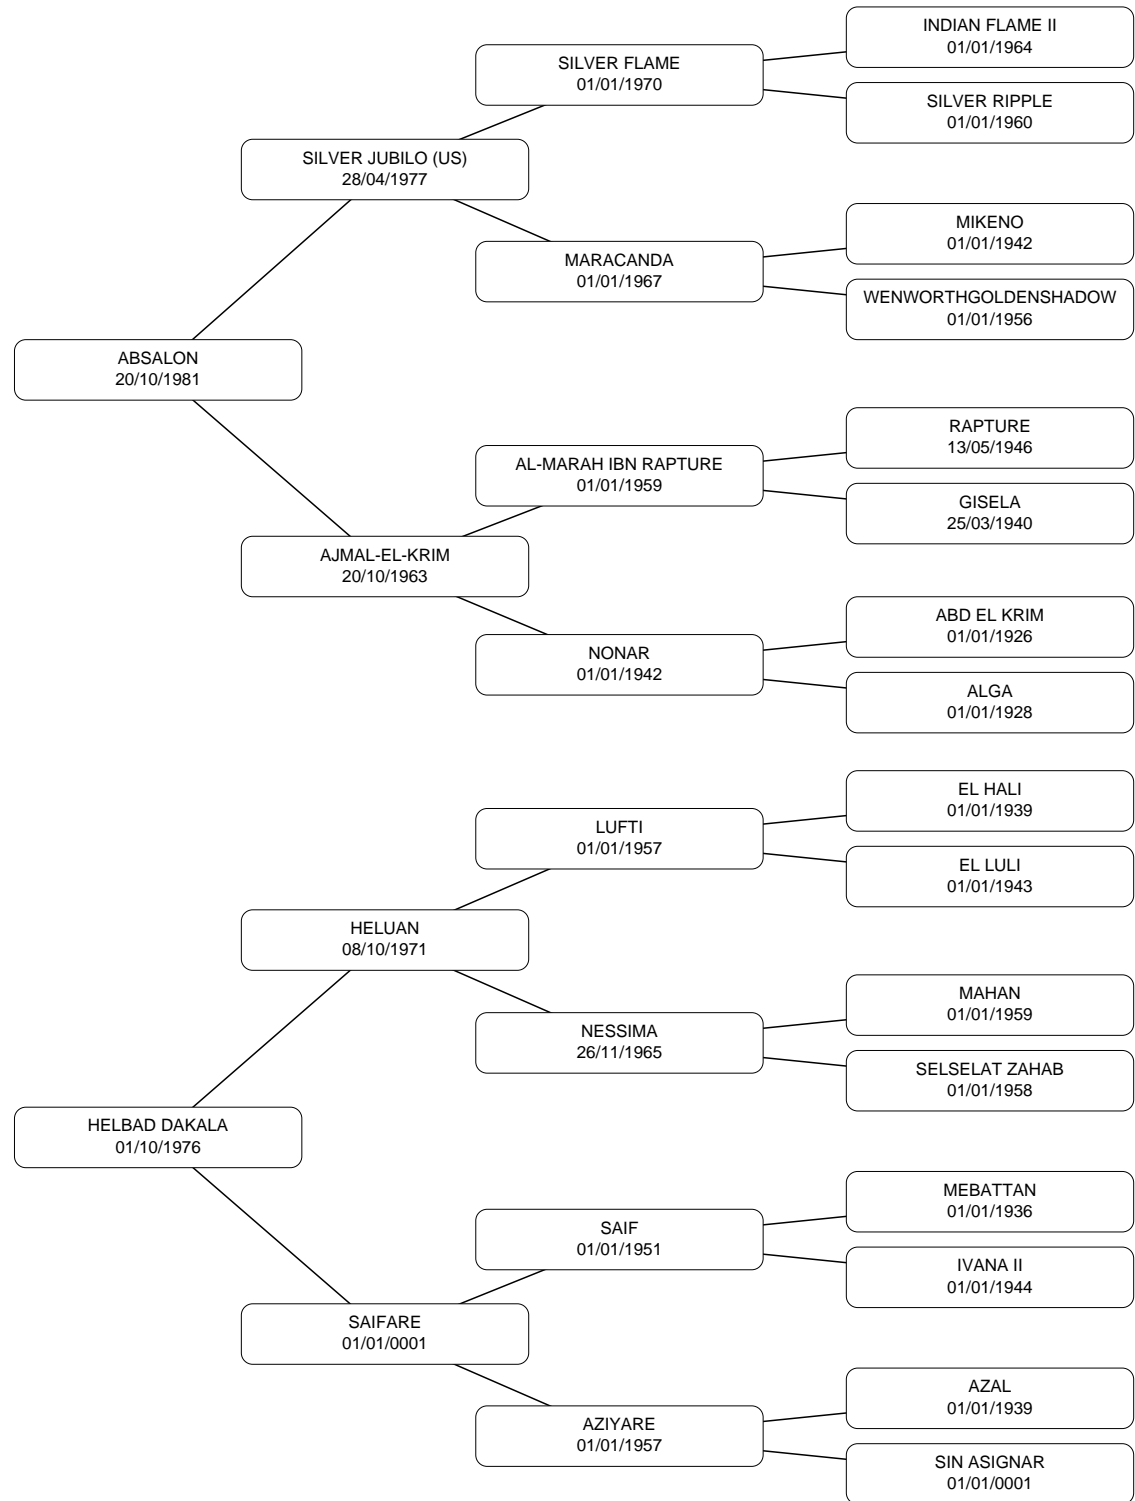 INDIAN FLAME II
01/01/1964
SILVER FLAME
01/01/1970
SILVER RIPPLE
01/01/1960
SILVER JUBILO (US)
28/04/1977
MIKENO
01/01/1942
MARACANDA
01/01/1967
WENWORTHGOLDENSHADOW
01/01/1956
ABSALON
20/10/1981
RAPTURE
13/05/1946
AL-MARAH IBN RAPTURE
01/01/1959
GISELA
25/03/1940
AJMAL-EL-KRIM
20/10/1963
ABD EL KRIM
01/01/1926
NONAR
01/01/1942
ALGA
01/01/1928
EL HALI
01/01/1939
LUFTI
01/01/1957
EL LULI
01/01/1943
HELUAN
08/10/1971
MAHAN
01/01/1959
NESSIMA
26/11/1965
SELSELAT ZAHAB
01/01/1958
HELBAD DAKALA
01/10/1976
MEBATTAN
01/01/1936
SAIF
01/01/1951
IVANA II
01/01/1944
SAIFARE
01/01/0001
AZAL
01/01/1939
AZIYARE
01/01/1957
SIN ASIGNAR
01/01/0001